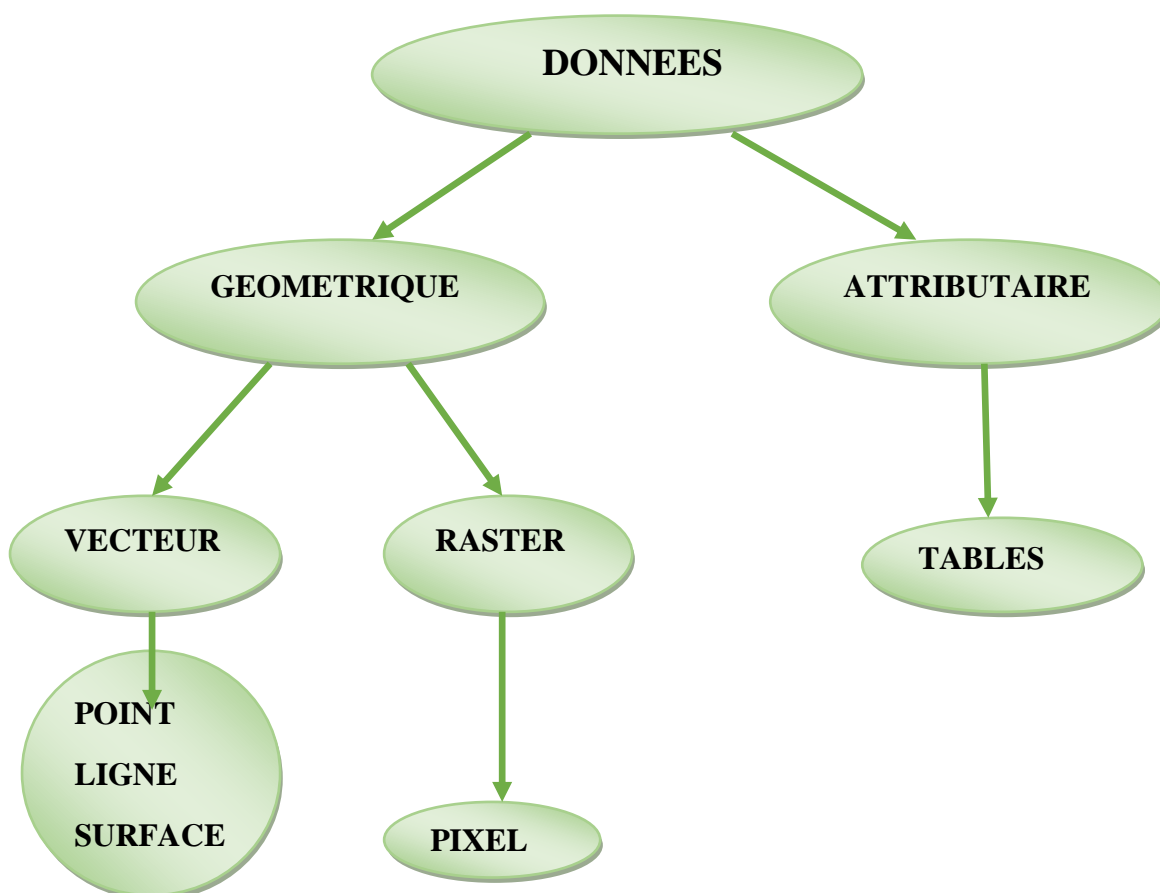 DONNEES
GEOMETRIQUE
ATTRIBUTAIRE
VECTEUR
RASTER
TABLES
POINT
LIGNE
SURFACE
PIXEL